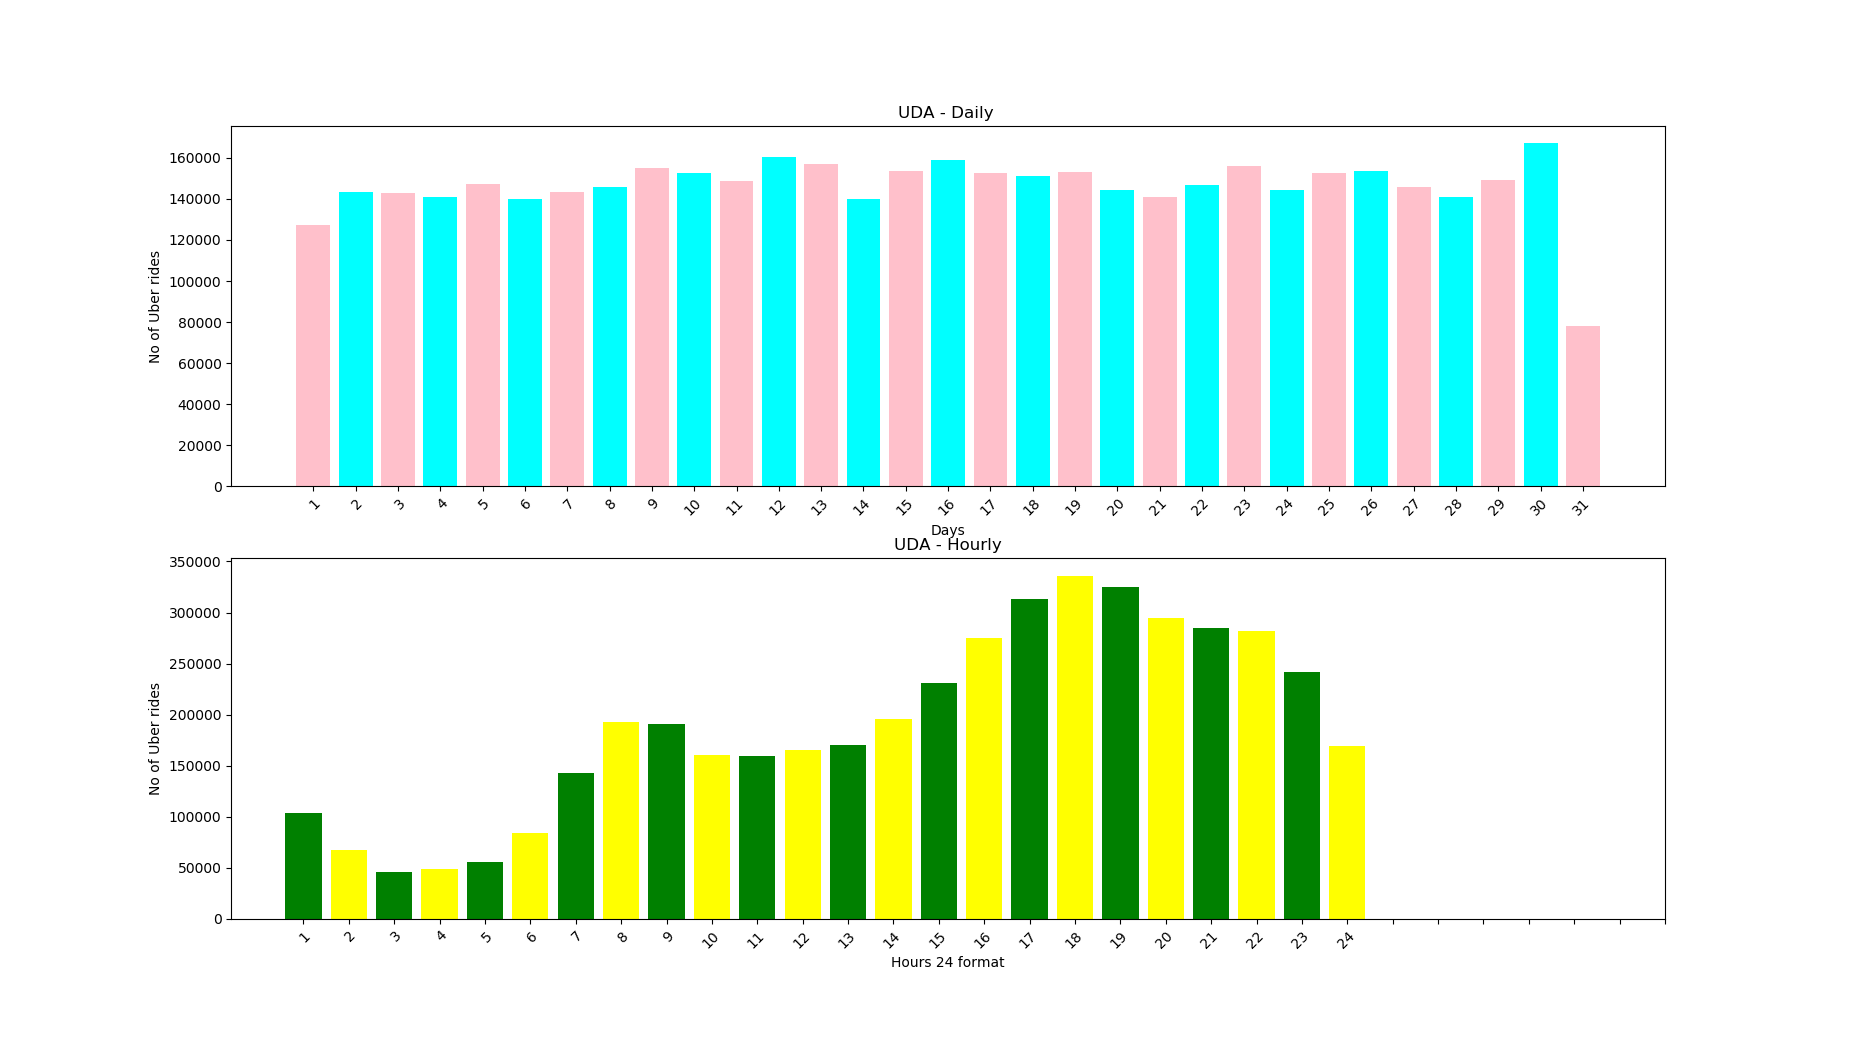 UDA - Daily
No of Uber rides
160000
140000
120000
100000
80000
60000
40000
20000
0
1 2 3 4 5 6 7 8 9 10 11 12 13 14 15 16 17 18 19 20 21 22 23 24 25 26 27 28 29 30 31
Days
UDA - Hourly
No of Uber rides
350000
300000
250000
200000
150000
100000
50000
0
1 2 3 4 5 6 7 8 9 10 11 12 13 14 15 16 17 18 19 20 21 22 23 24
Hours 24 format